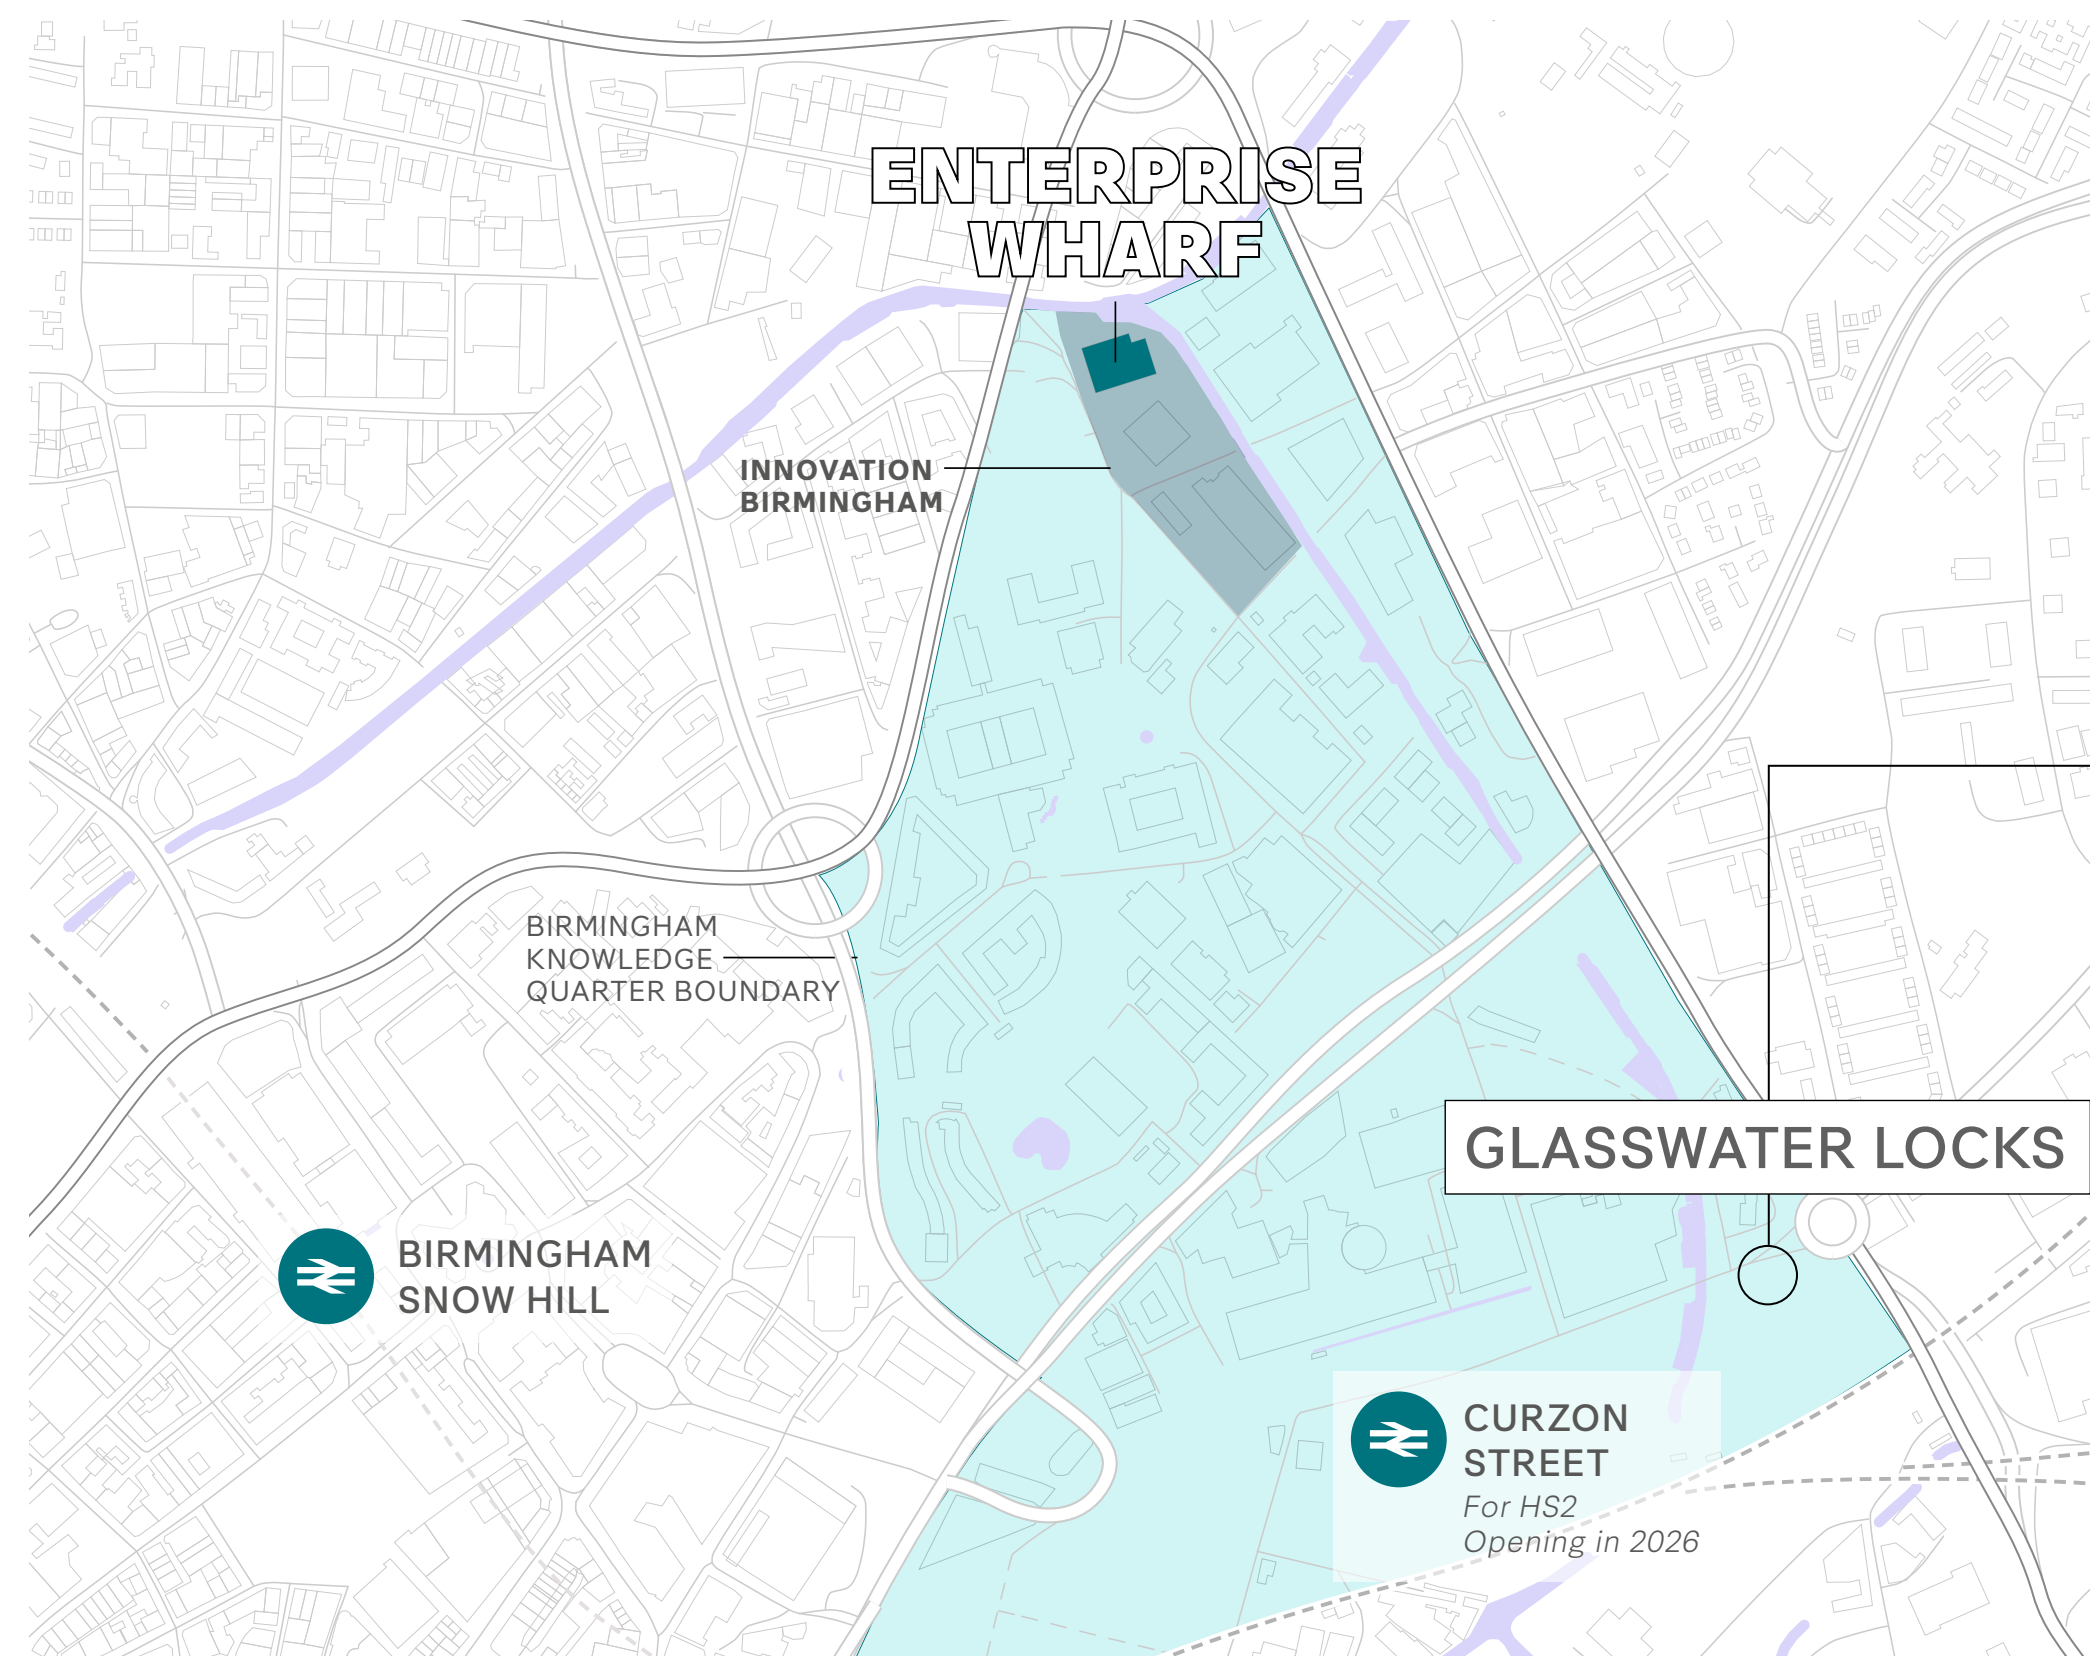 ENTERPRISE
WHARF
INNOVATION
BIRMINGHAM
BIRMINGHAM
KNOWLEDGE
QUARTER BOUNDARY
GLASSWATER LOCKS
BIRMINGHAM
SNOW HILL
CURZON
STREET
For HS2
Opening in 2026